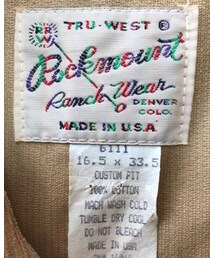 TRU-WEST ®
RR
W
Rockmount
Ranch Wear
DENVER
COLO.
MADE IN U.S.A.
6111
16.5 x 33.5
CUSTOM FIT
100% COTTON
MACH WASH COLD
TUMBLE DRY COOL
DO NOT BLEACH
MADE IN USA